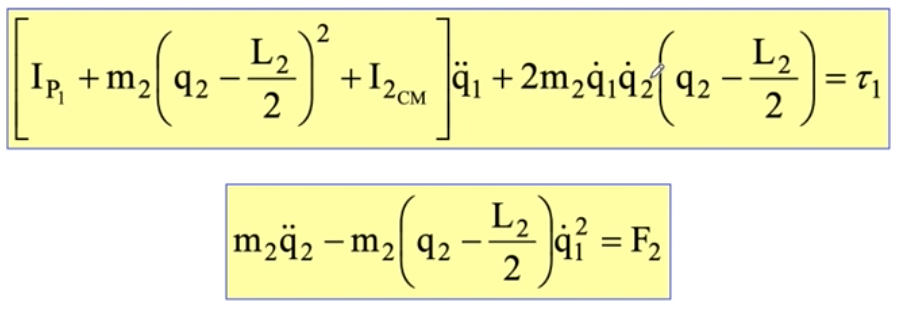 [I_{P_1} + m_2(q_2 − L_2/2)^2 + I_{2_{CM}}]q̈_1 + 2m_2q̇_1q̇_2(q_2 − L_2/2) = τ_1
m_2q̈_2 − m_2(q_2 − L_2/2)q̇_1^2 = F_2